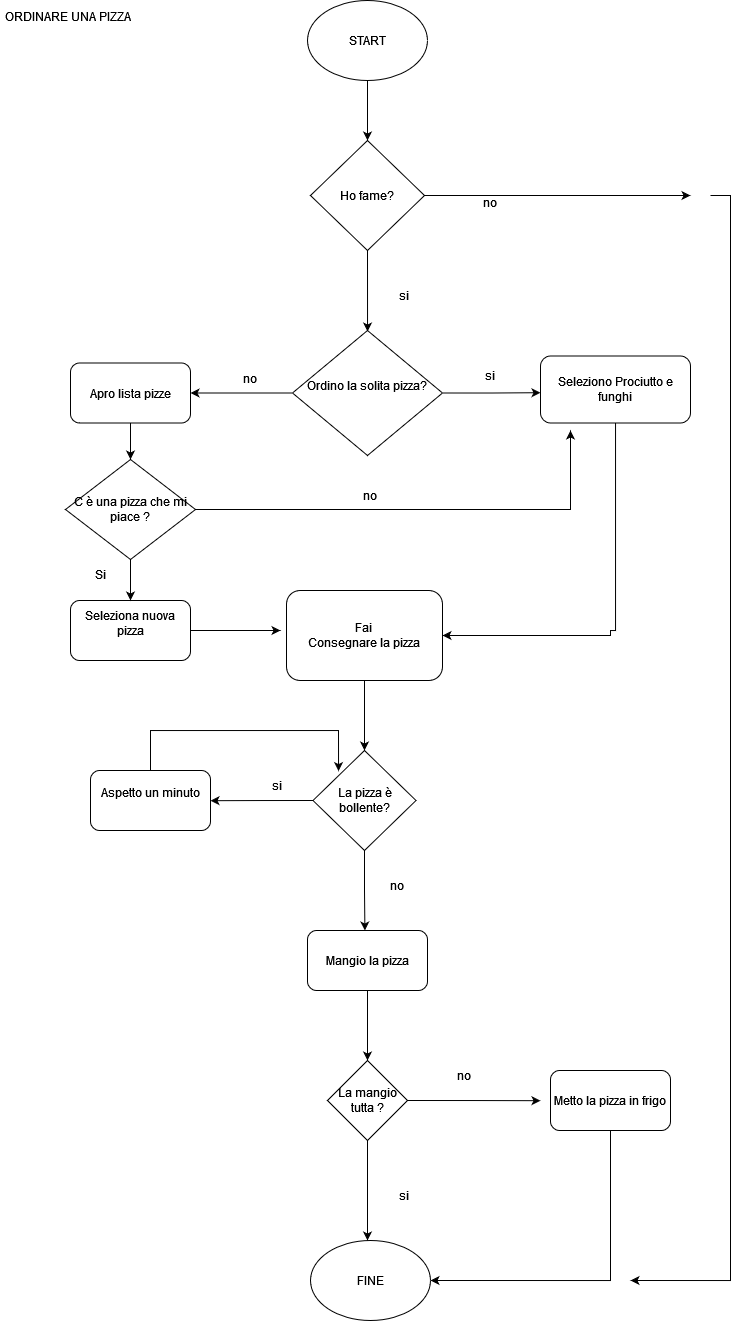 ORDINARE UNA PIZZA
START
Ho fame?
no
si
Ordino la solita pizza?
no
si
Apro lista pizze
Seleziono Prociutto e
funghi
C è una pizza che mi
piace ?
no
Si
Seleziona nuova
pizza
Fai
Consegnare la pizza
La pizza è
bollente?
si
Aspetto un minuto
no
Mangio la pizza
La mangio
tutta ?
no
Metto la pizza in frigo
si
FINE